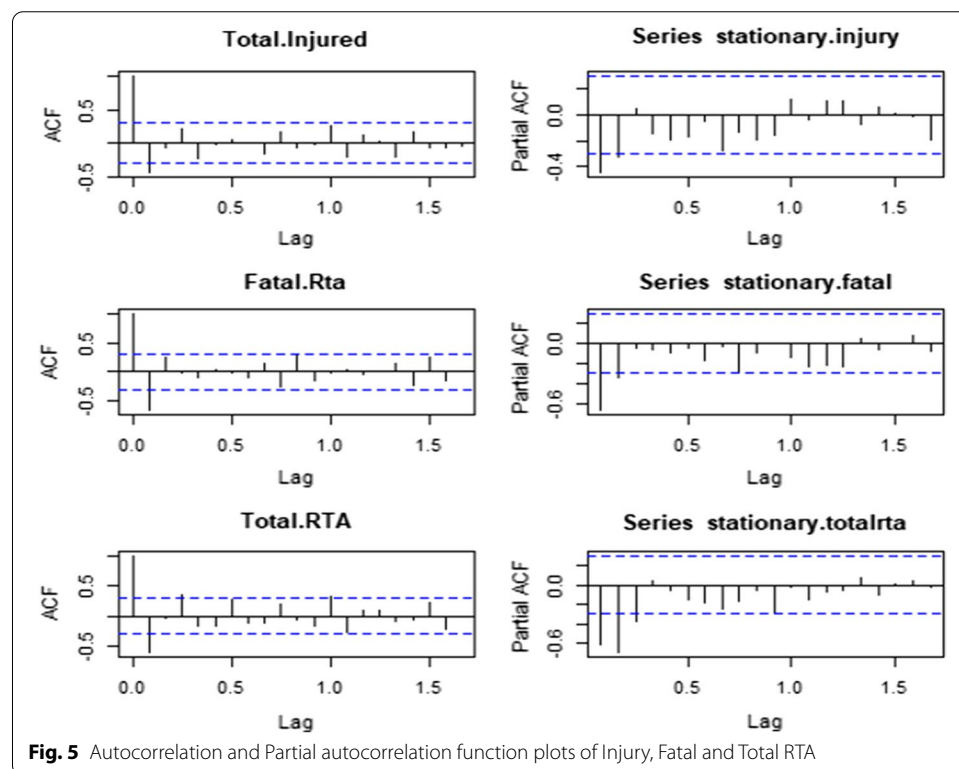 Total.Injured
ACF
0.5
-0.5
0.0 0.5 1.0 1.5
Lag
Series stationary.injury
Partial ACF
0.0
-0.4
0.5 1.0 1.5
Lag
Fatal.Rta
ACF
0.5
-0.5
0.0 0.5 1.0 1.5
Lag
Series stationary.fatal
Partial ACF
0.0
-0.6
0.5 1.0 1.5
Lag
Total.RTA
ACF
0.5
-0.5
0.0 0.5 1.0 1.5
Lag
Series stationary.totalrta
Partial ACF
0.0
-0.6
0.5 1.0 1.5
Lag
Fig. 5 Autocorrelation and Partial autocorrelation function plots of Injury, Fatal and Total RTA